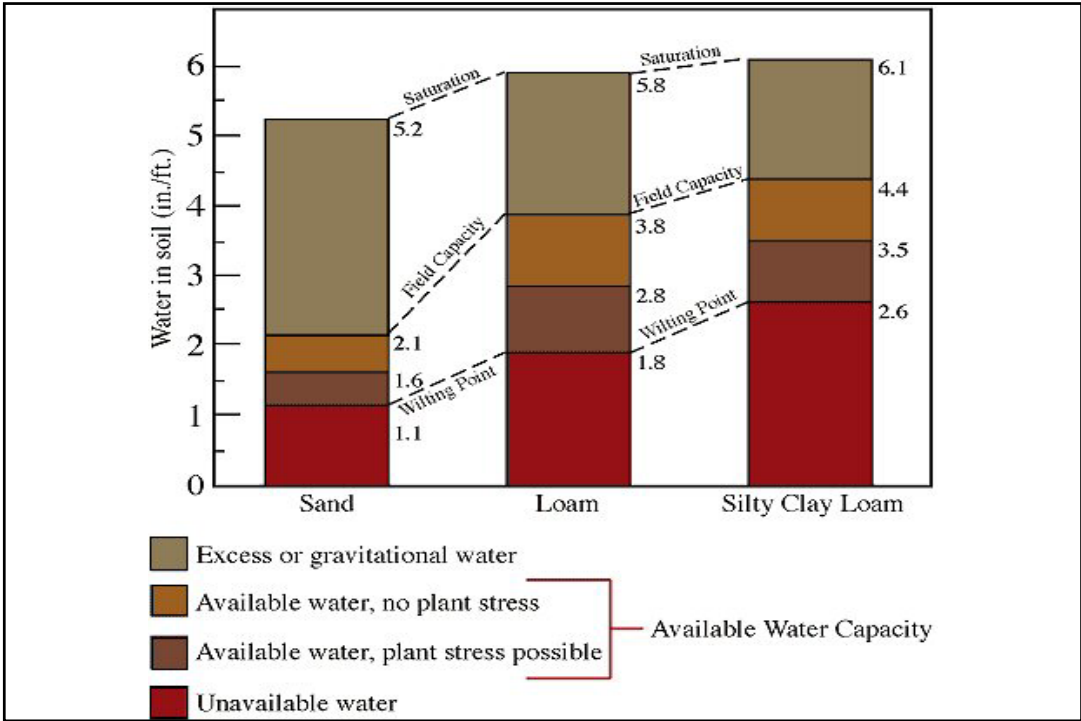 Water in soil (in./ft.)
6
5
4
3
2
1
0
Saturation
Saturation
5.2
5.8
6.1
Field Capacity
Field Capacity
2.1
3.8
4.4
1.6
2.8
3.5
Wilting Point
Wilting Point
1.1
1.8
2.6
Sand
Loam
Silty Clay Loam
Excess or gravitational water
Available water, no plant stress
Available water, plant stress possible
Available Water Capacity
Unavailable water